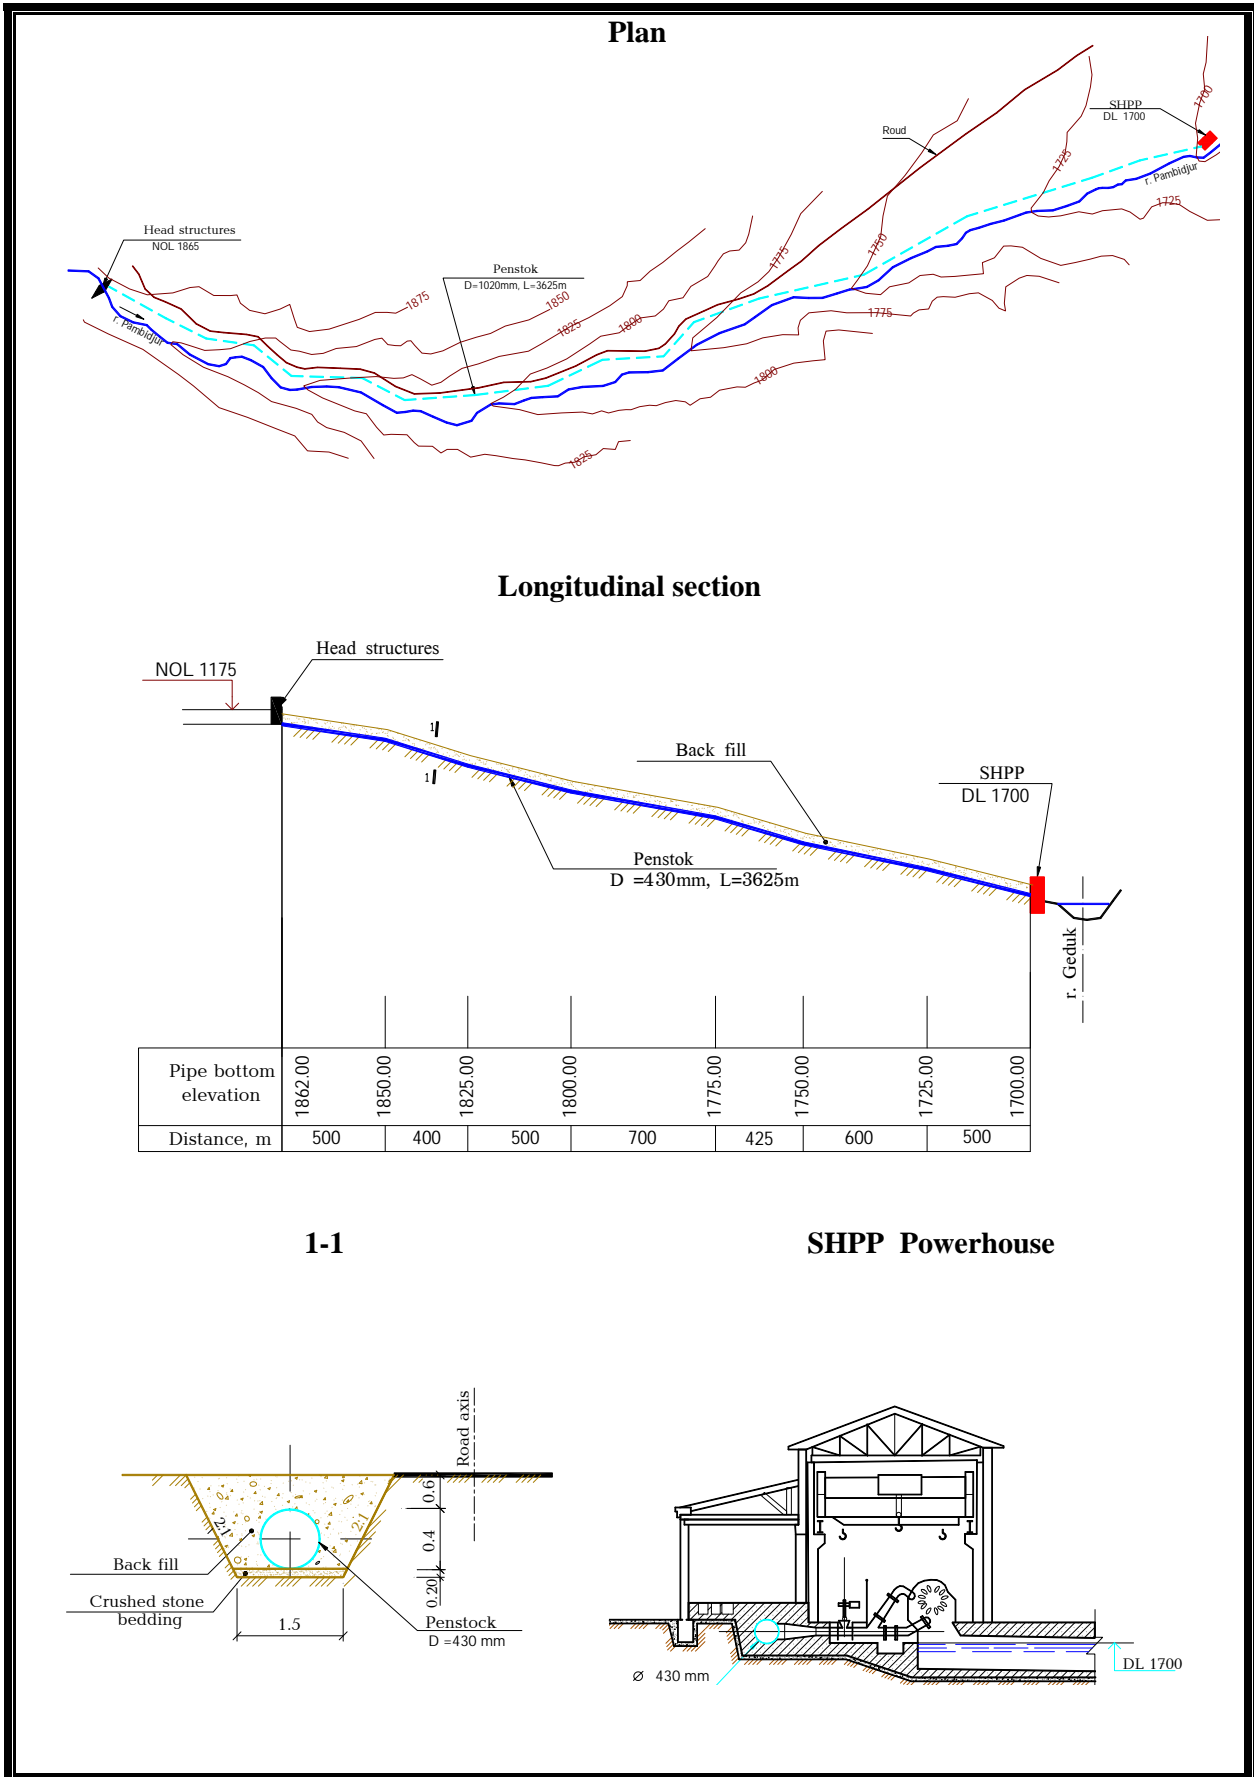 Plan
1700
SHPP
DL 1700
Roud
1725
r. Pambidjur
1725
Head structures
NOL 1865
1750
1775
Penstok
D=1020mm, L=3625m
1875
1850
1825
1800
1775
r. Pambidjur
1800
1825
Longitudinal section
Head structures
NOL 1175
1
1
Back fill
SHPP
DL 1700
Penstok
D =430mm, L=3625m
r. Geduk
Pipe bottom
elevation
1862.00
1850.00
1825.00
1800.00
1775.00
1750.00
1725.00
1700.00
Distance, m
500
400
500
700
425
600
500
1-1
SHPP Powerhouse
Road axis
0.6
2:1
2:1
0.4
Back fill
0.20
Crushed stone
bedding
1.5
Penstock
D =430 mm
DL 1700
Ø 430 mm